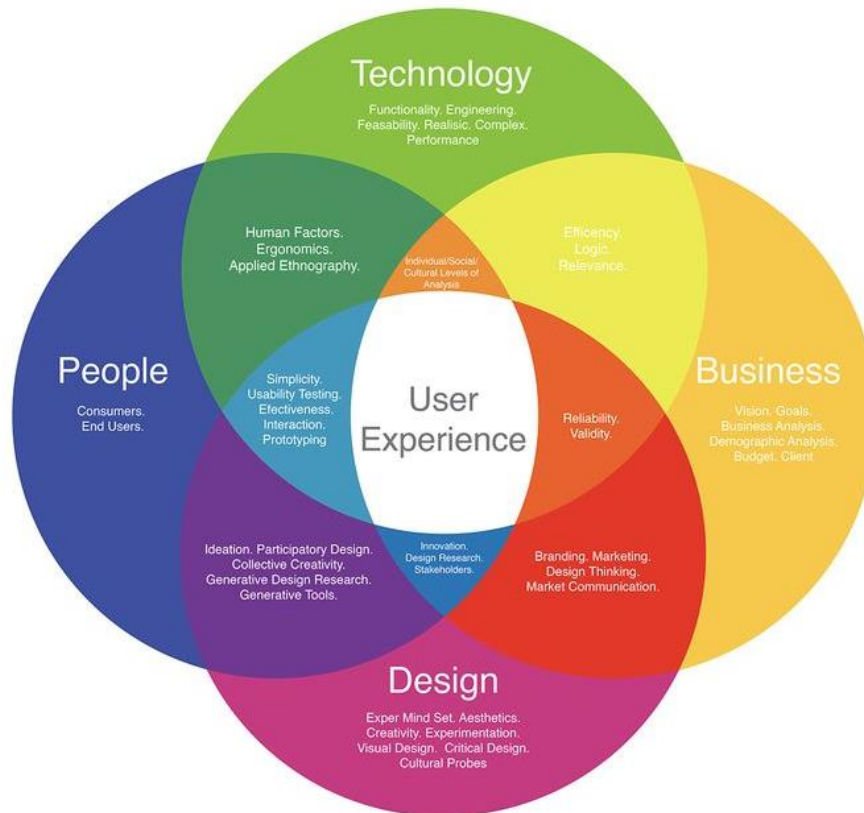 Technology
Functionality. Engineering.
Feasability. Realisic. Complex.
Performance
Human Factors.
Ergonomics.
Applied Ethnography.
Individual/Social/
Cultural Levels of
Analysis
Efficency.
Logic.
Relevance.
People
Consumers.
End Users.
Simplicity.
Usability Testing.
Efectiveness.
Interaction.
Prototyping
User
Experience
Reliability.
Validity.
Business
Vision. Goals.
Business Analysis.
Demographic Analysis.
Budget. Client
Ideation. Participatory Design.
Collective Creativity.
Generative Design Research.
Generative Tools.
Innovation.
Design Research.
Stakeholders.
Branding. Marketing.
Design Thinking.
Market Communication.
Design
Exper Mind Set. Aesthetics.
Creativity. Experimentation.
Visual Design. Critical Design.
Cultural Probes